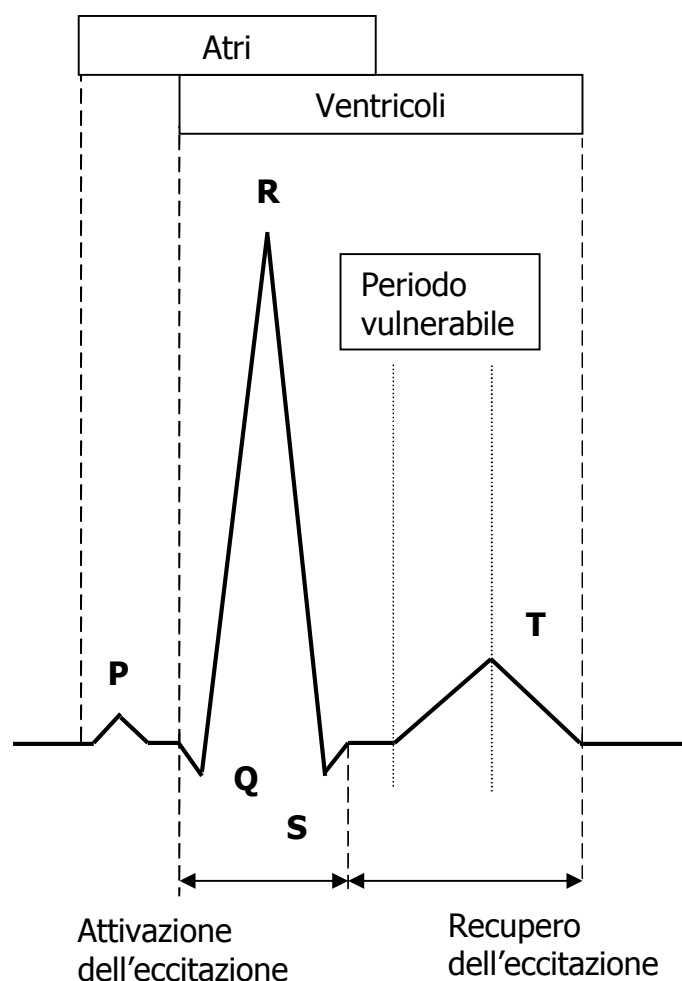 Atri
Ventricoli
R
Periodo
vulnerabile
T
P
Q
S
Attivazione
dell’eccitazione
Recupero
dell’eccitazione